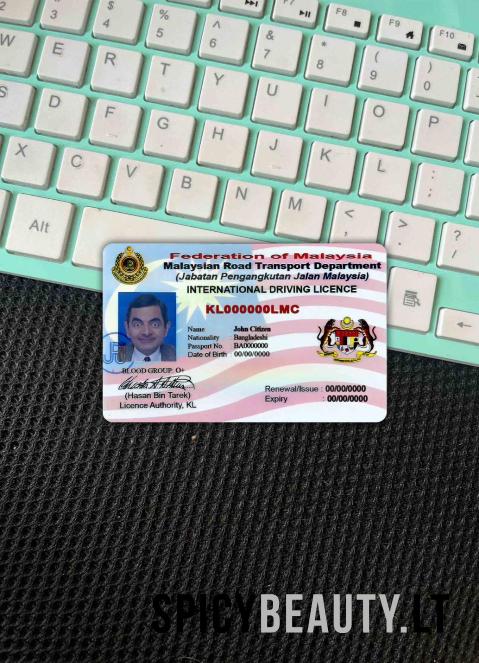 # $ % ^ & * ( )
2 3 4 5 6 7 8 9 0
F7 F8 F9 F10
W E R T Y U I O P
S D F G H J K L : ;
X C V B N M < , > . ? /
Alt
Federation of Malaysia
Malaysian Road Transport Department
(Jabatan Pengangkutan Jalan Malaysia)
INTERNATIONAL DRIVING LICENCE
KL000000LMC
Name John Citizen
Nationality Bangladeshi
Passport No. BA0000000
Date of Birth 00/00/0000
BLOOD GROUP: O+
(Hasan Bin Tarek)
Licence Authority, KL
Renewal/Issue : 00/00/0000
Expiry : 00/00/0000
SPICYBEAUTY.LT